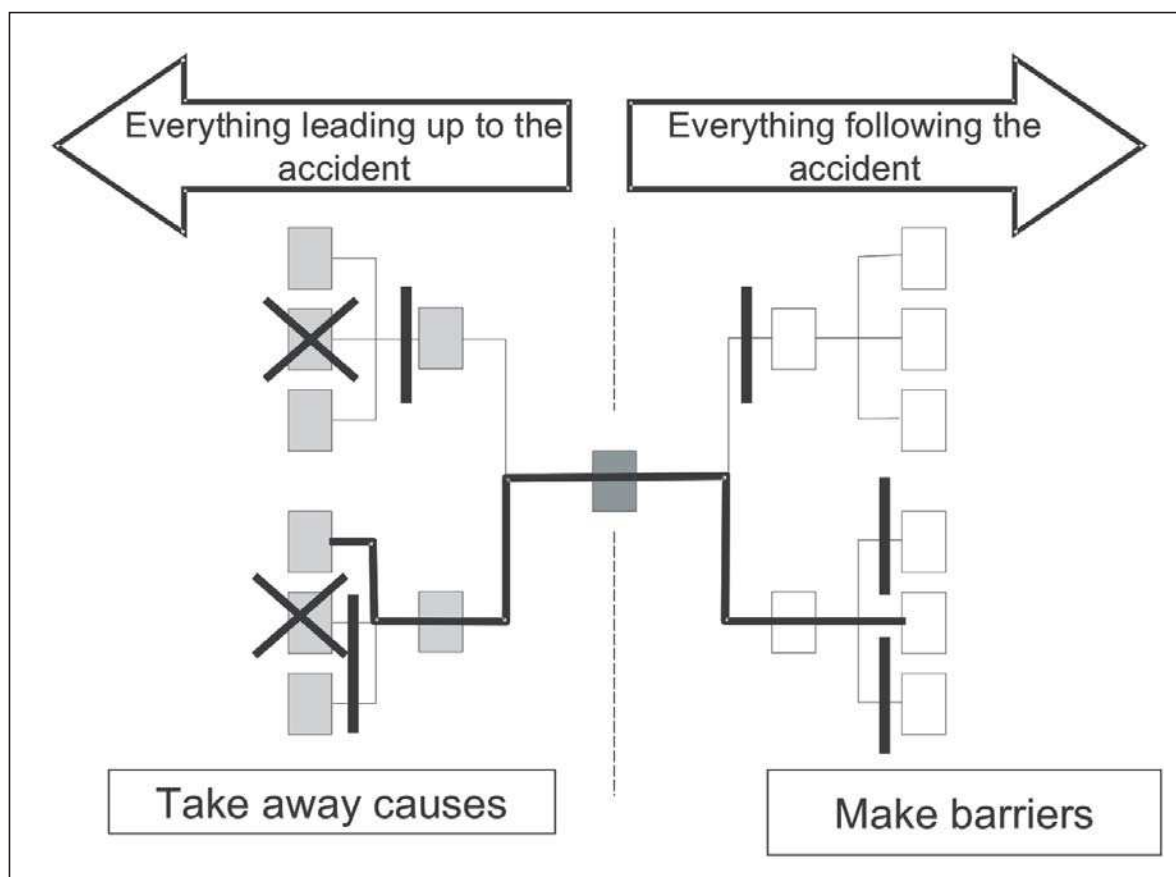 Everything leading up to the
accident
Everything following the
accident
Take away causes
Make barriers